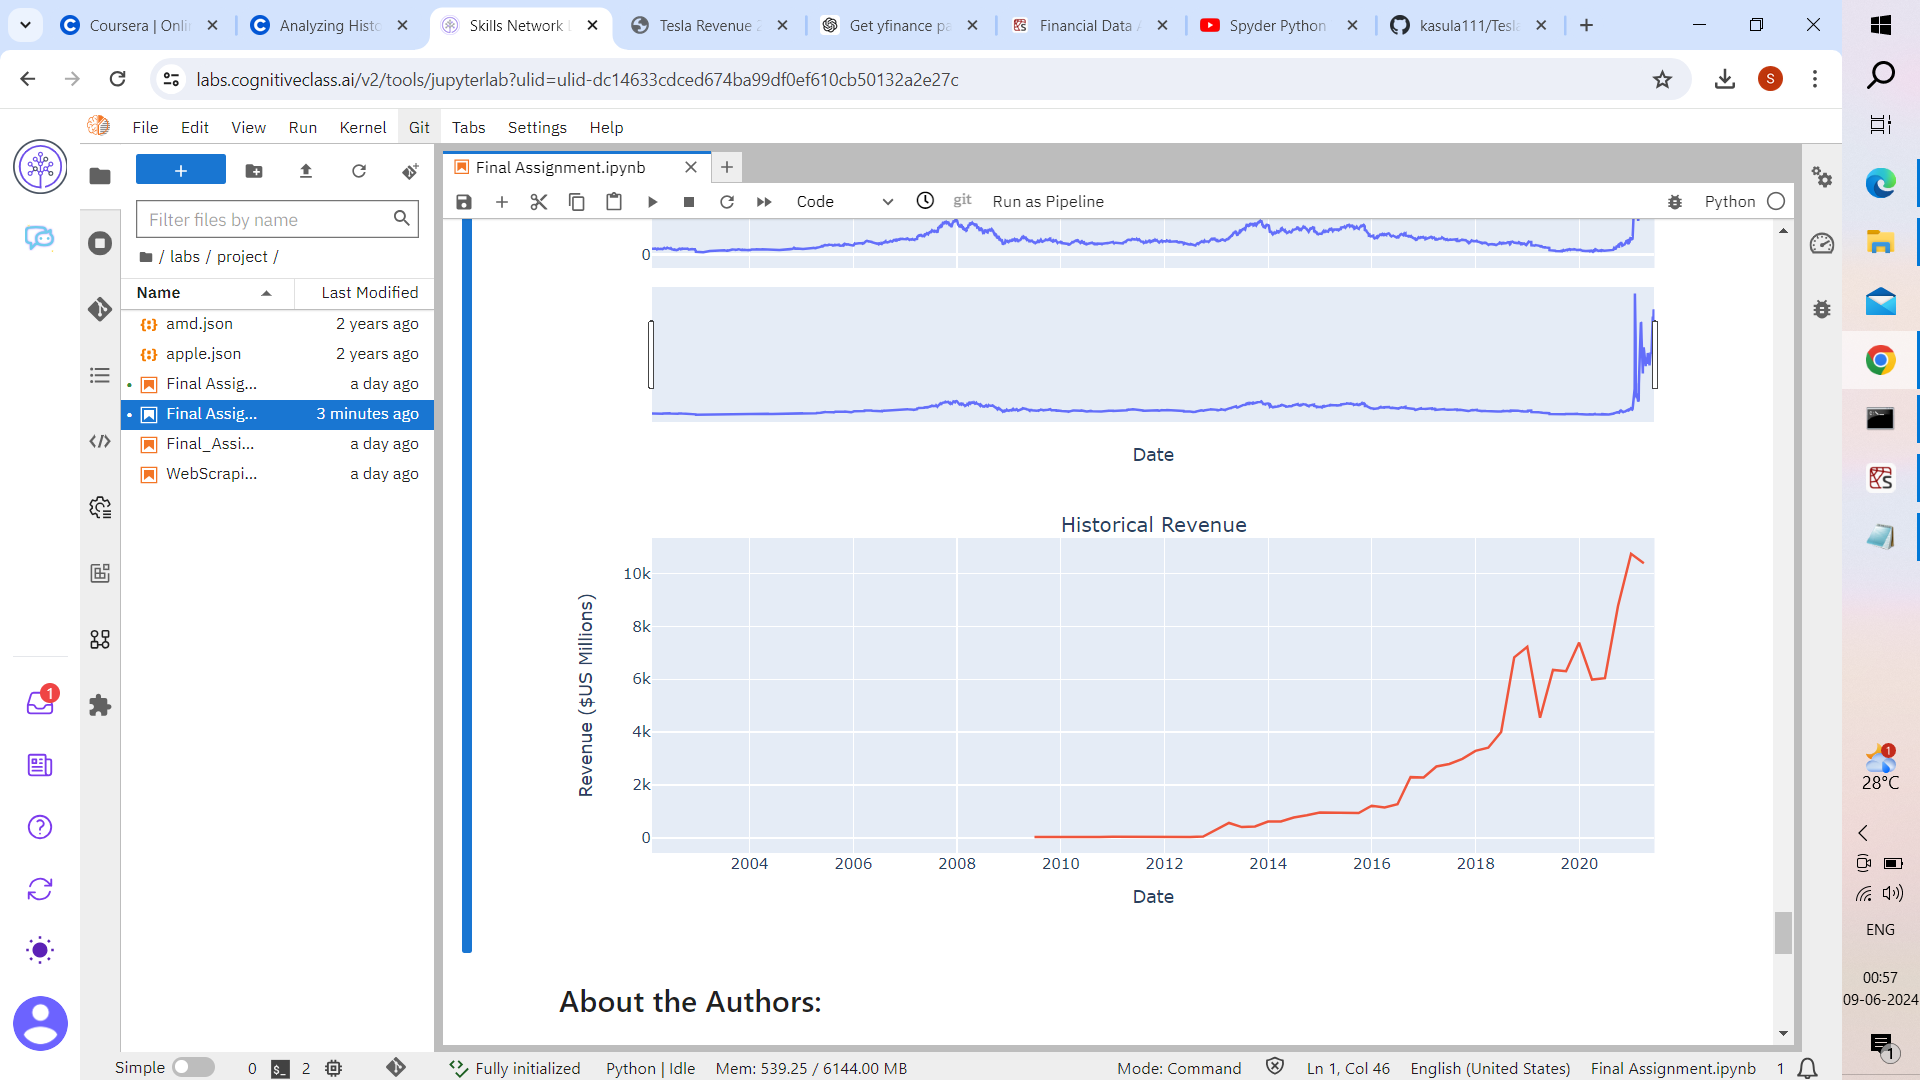 Coursera | Onli
Analyzing Histo
Skills Network
Tesla Revenue 2
Get yfinance pa
Financial Data A
Spyder Python
kasula111/Tesla
labs.cognitiveclass.ai/v2/tools/jupyterlab?ulid=ulid-dc14633cdced674ba99df0ef610cb50132a2e27c
S
File Edit View Run Kernel Git Tabs Settings Help
Final Assignment.ipynb
Code
git
Run as Pipeline
Python
Filter files by name
/ labs / project /
Name Last Modified
amd.json 2 years ago
apple.json 2 years ago
Final Assig... a day ago
Final Assig... 3 minutes ago
Final_Assi... a day ago
WebScrapi... a day ago
0
Date
Historical Revenue
Revenue ($US Millions)
10k
8k
6k
4k
2k
0
2004 2006 2008 2010 2012 2014 2016 2018 2020
Date
About the Authors:
1
1
28°C
ENG
00:57
09-06-2024
1
Simple 0 $_ 2 Fully initialized Python | Idle Mem: 539.25 / 6144.00 MB Mode: Command Ln 1, Col 46 English (United States) Final Assignment.ipynb 1